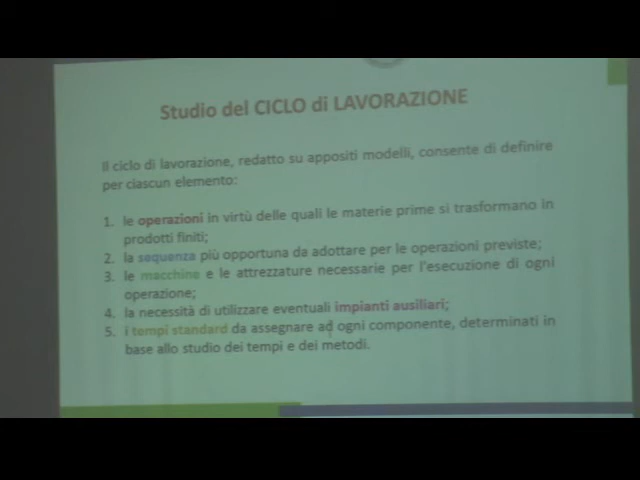 Studio del CICLO di LAVORAZIONE
Il ciclo di lavorazione, redatto su appositi modelli, consente di definire
per ciascun elemento:
1. le operazioni in virtù delle quali le materie prime si trasformano in
prodotti finiti;
2. la sequenza più opportuna da adottare per le operazioni previste;
3. le macchine e le attrezzature necessarie per l'esecuzione di ogni
operazione;
4. la necessità di utilizzare eventuali impianti ausiliari;
5. i tempi standard da assegnare ad ogni componente, determinati in
base allo studio dei tempi e dei metodi.